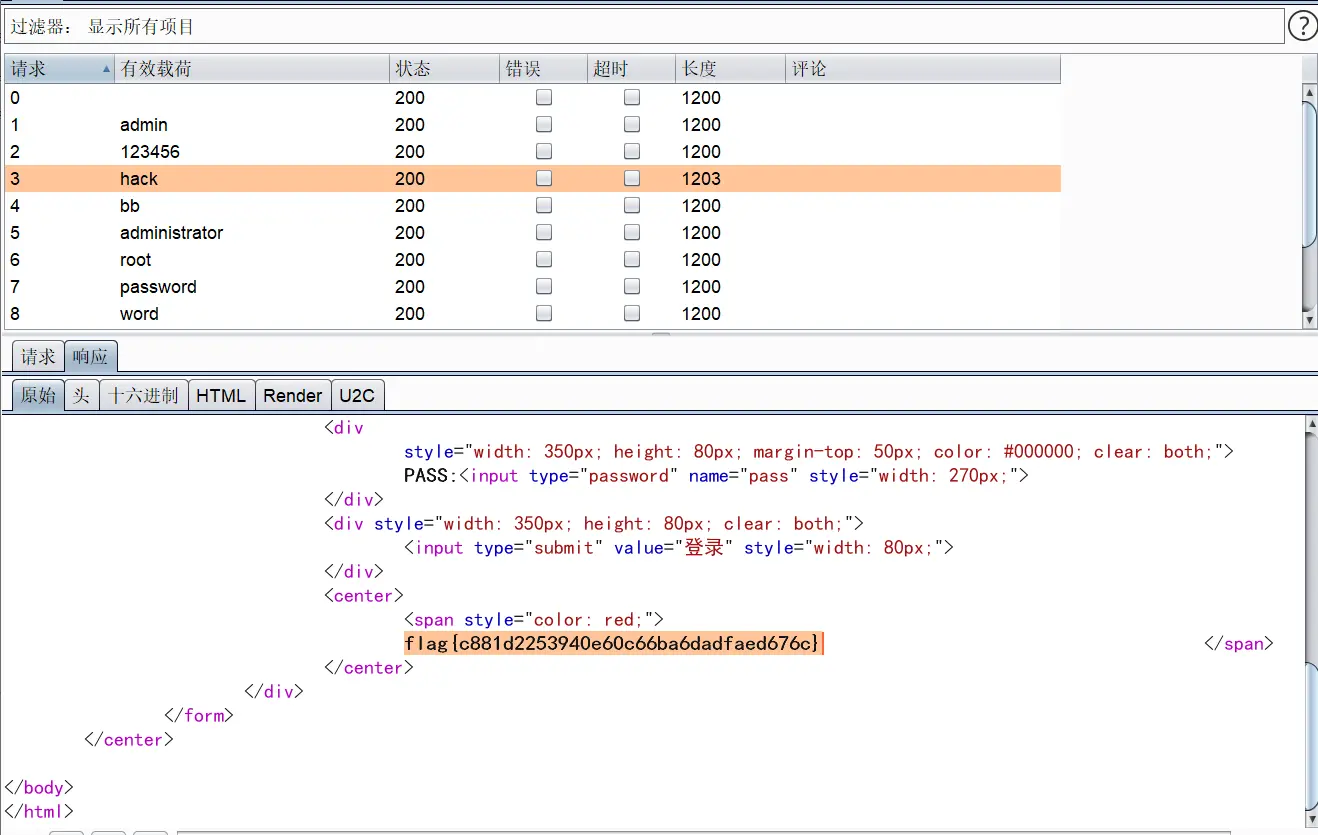 过滤器： 显示所有项目 ?
请求 有效载荷 状态 错误 超时 长度 评论
0 200 1200
1 admin 200 1200
2 123456 200 1200
3 hack 200 1203
4 bb 200 1200
5 administrator 200 1200
6 root 200 1200
7 password 200 1200
8 word 200 1200
请求 响应
原始 头 十六进制 HTML Render U2C
<div
style="width: 350px; height: 80px; margin-top: 50px; color: #000000; clear: both;">
PASS:<input type="password" name="pass" style="width: 270px;">
</div>
<div style="width: 350px; height: 80px; clear: both;">
<input type="submit" value="登录" style="width: 80px;">
</div>
<center>
<span style="color: red;">
flag{c881d2253940e60c66ba6dadfaed676c} </span>
</center>
</div>
</form>
</center>
</body>
</html>